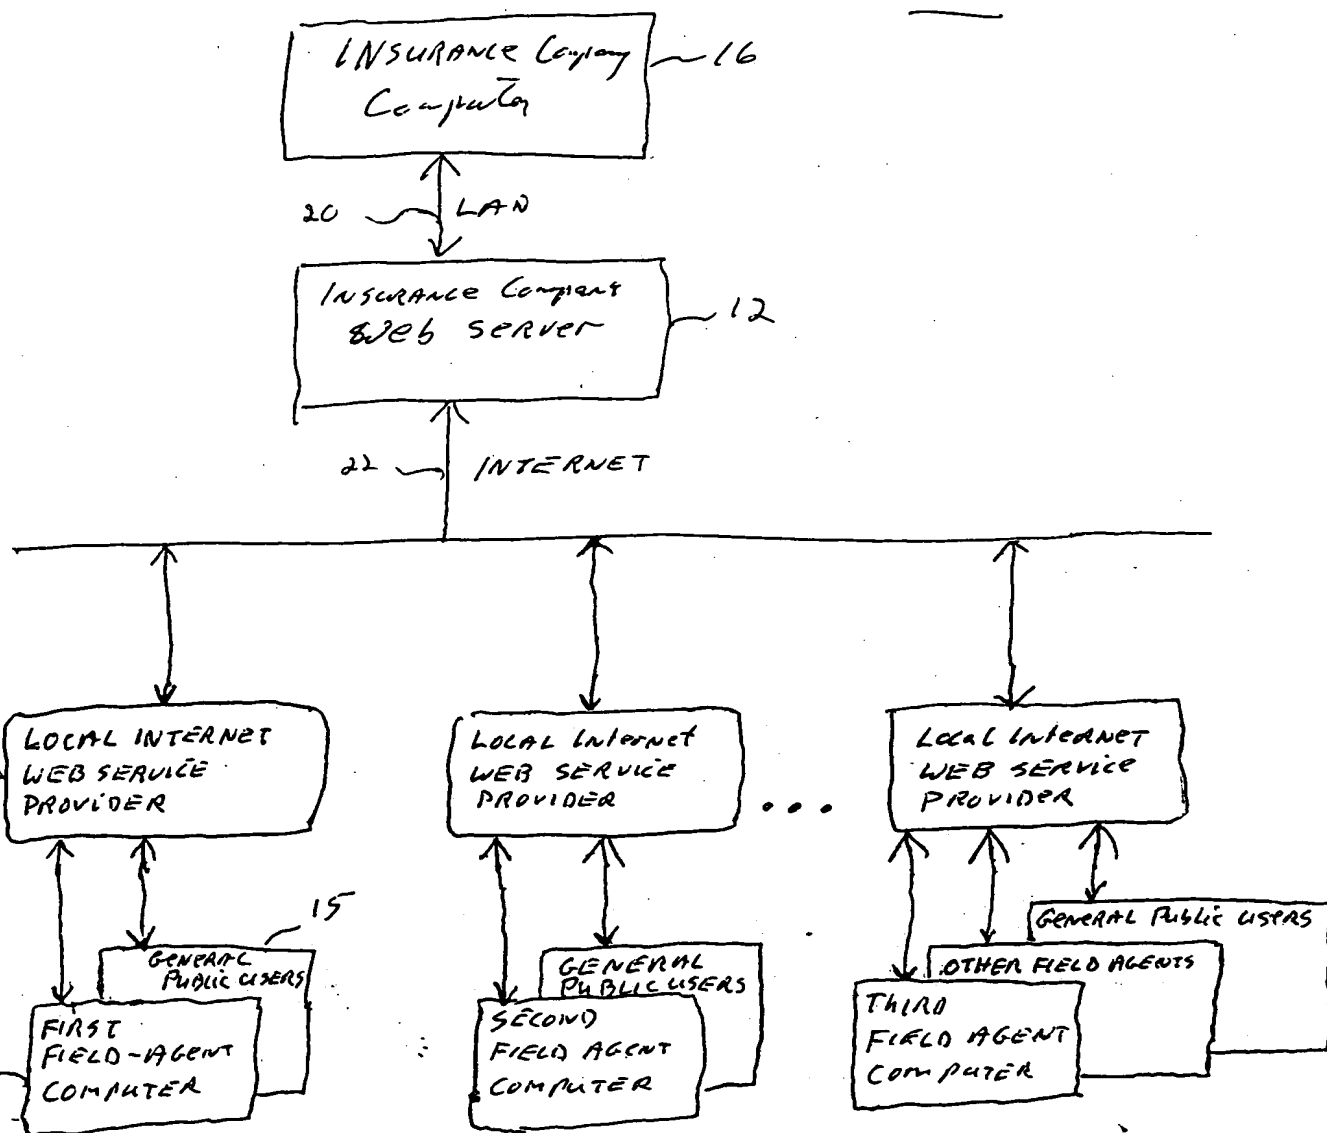 INSURANCE Company
Computer
16
20
LAN
INSURANCE Company
Web SERVER
12
22
INTERNET
LOCAL INTERNET
WEB SERVICE
PROVIDER
LOCAL INTERNET
WEB SERVICE
PROVIDER
...
LOCAL INTERNET
WEB SERVICE
PROVIDER
15
GENERAL
PUBLIC USERS
FIRST
FIELD-AGENT
COMPUTER
GENERAL
PUBLIC USERS
SECOND
FIELD AGENT
COMPUTER
GENERAL PUBLIC USERS
OTHER FIELD AGENTS
THIRD
FIELD AGENT
COMPUTER